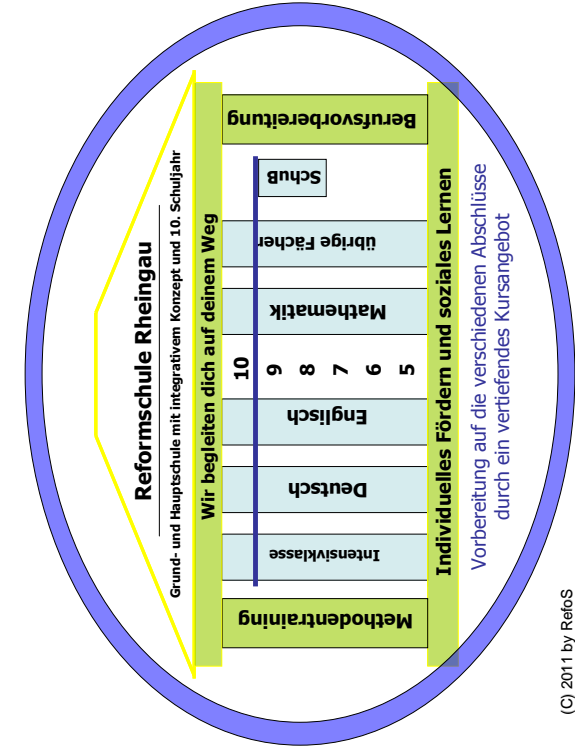 Reformschule Rheingau
Grund- und Hauptschule mit integrativem Konzept und 10. Schuljahr
Wir begleiten dich auf deinem Weg
Methodentraining
Intensivklasse
Deutsch
Englisch
10
9
8
7
6
5
Mathematik
übrige Fächer
SchuB
Berufsvorbereitung
Individuelles Fördern und soziales Lernen
Vorbereitung auf die verschiedenen Abschlüsse
durch ein vertiefendes Kursangebot
(C) 2011 by RefoS